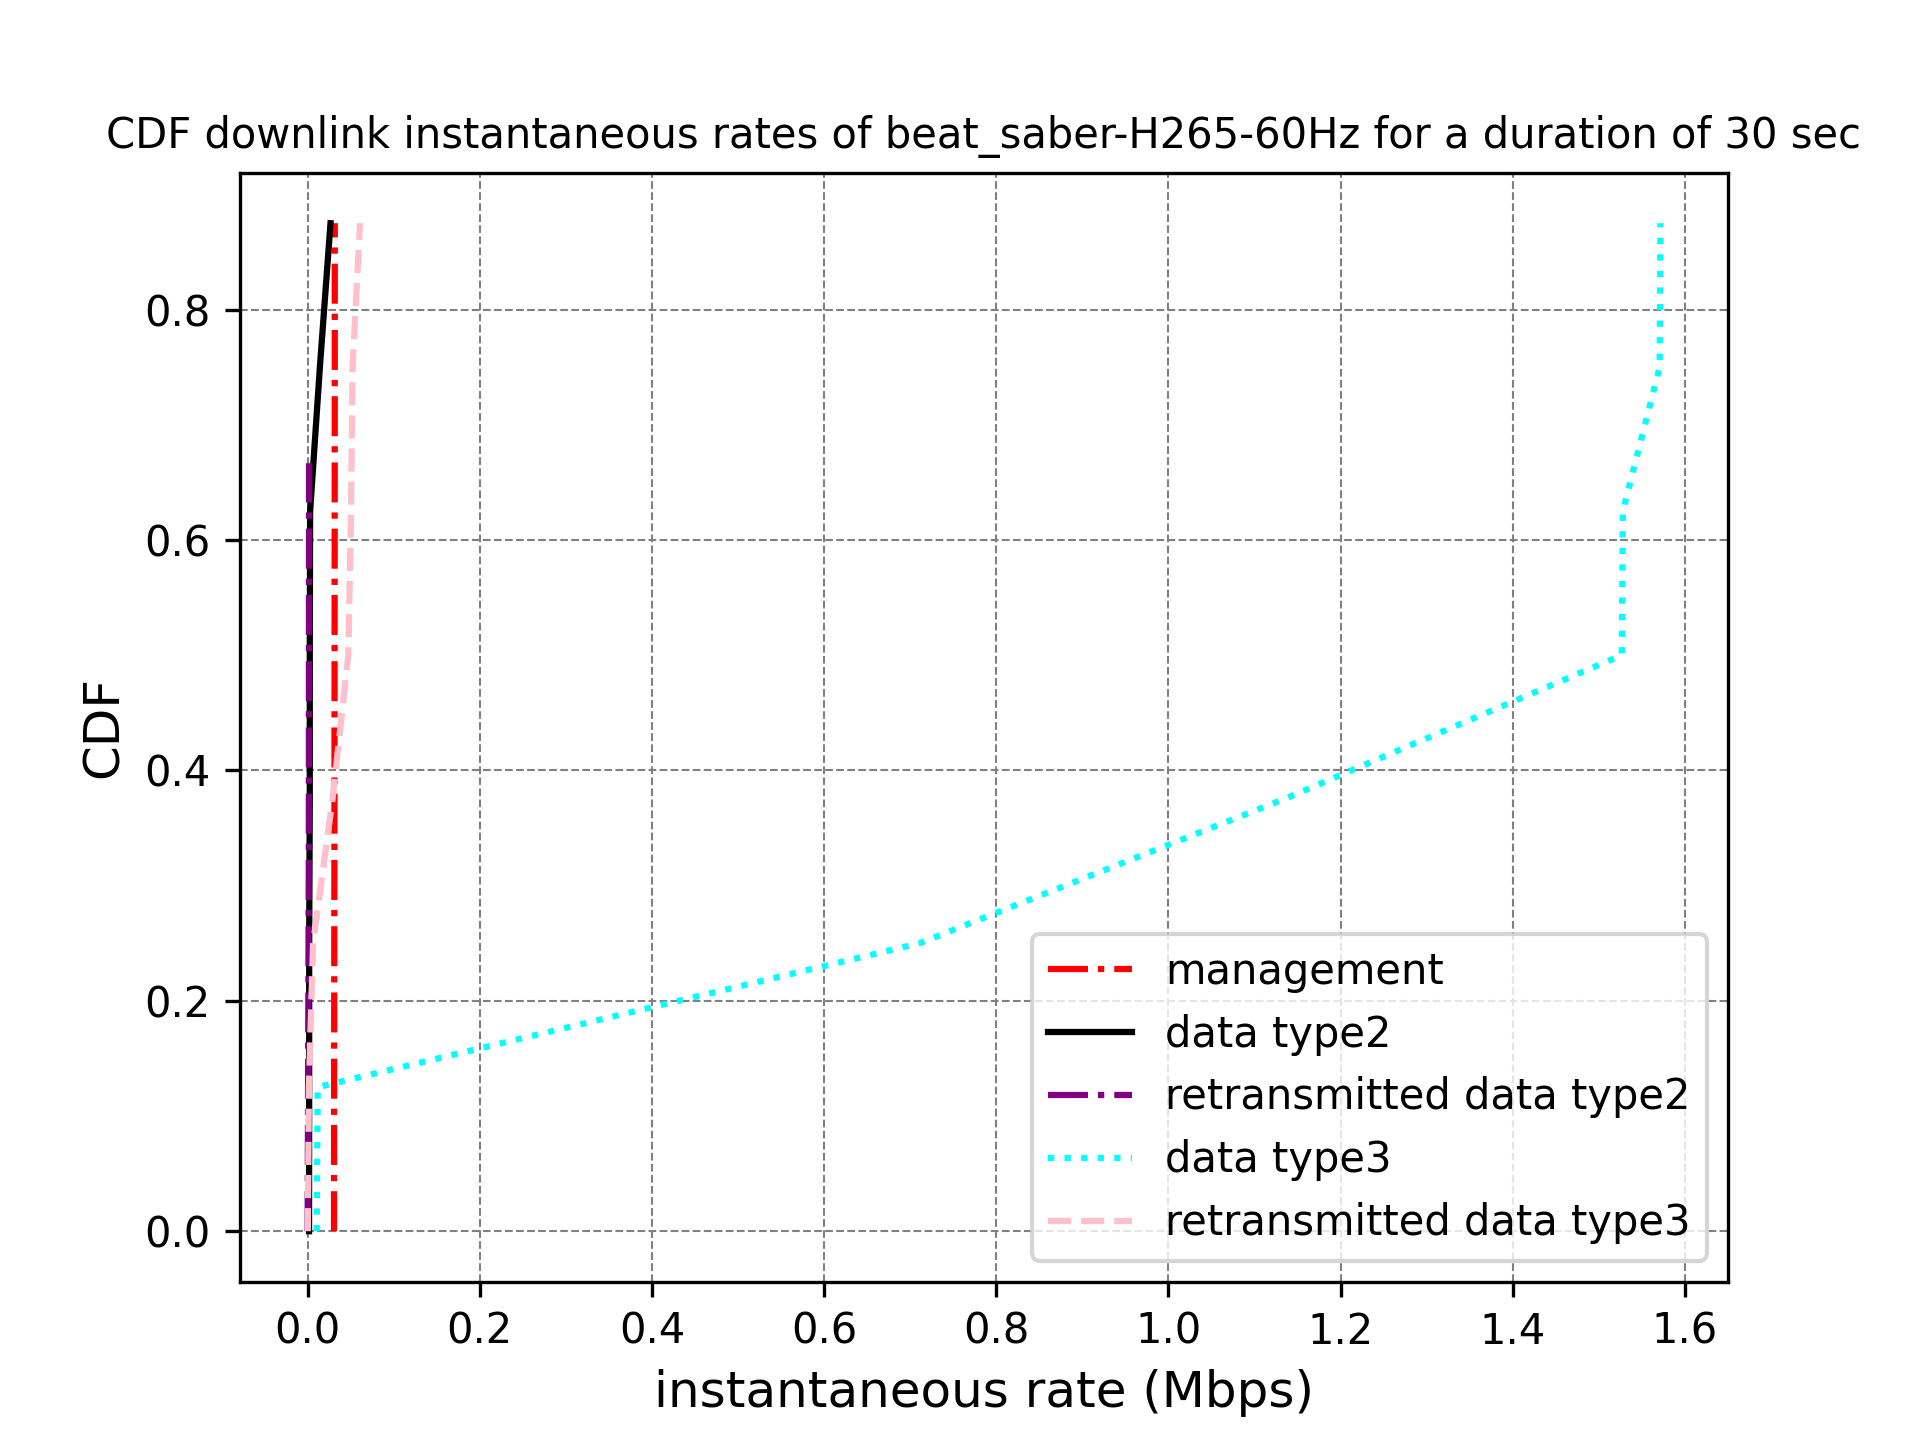 CDF downlink instantaneous rates of beat_saber-H265-60Hz for a duration of 30 sec
CDF
0.8
0.6
0.4
0.2
0.0
management
data type2
retransmitted data type2
data type3
retransmitted data type3
0.0 0.2 0.4 0.6 0.8 1.0 1.2 1.4 1.6
instantaneous rate (Mbps)